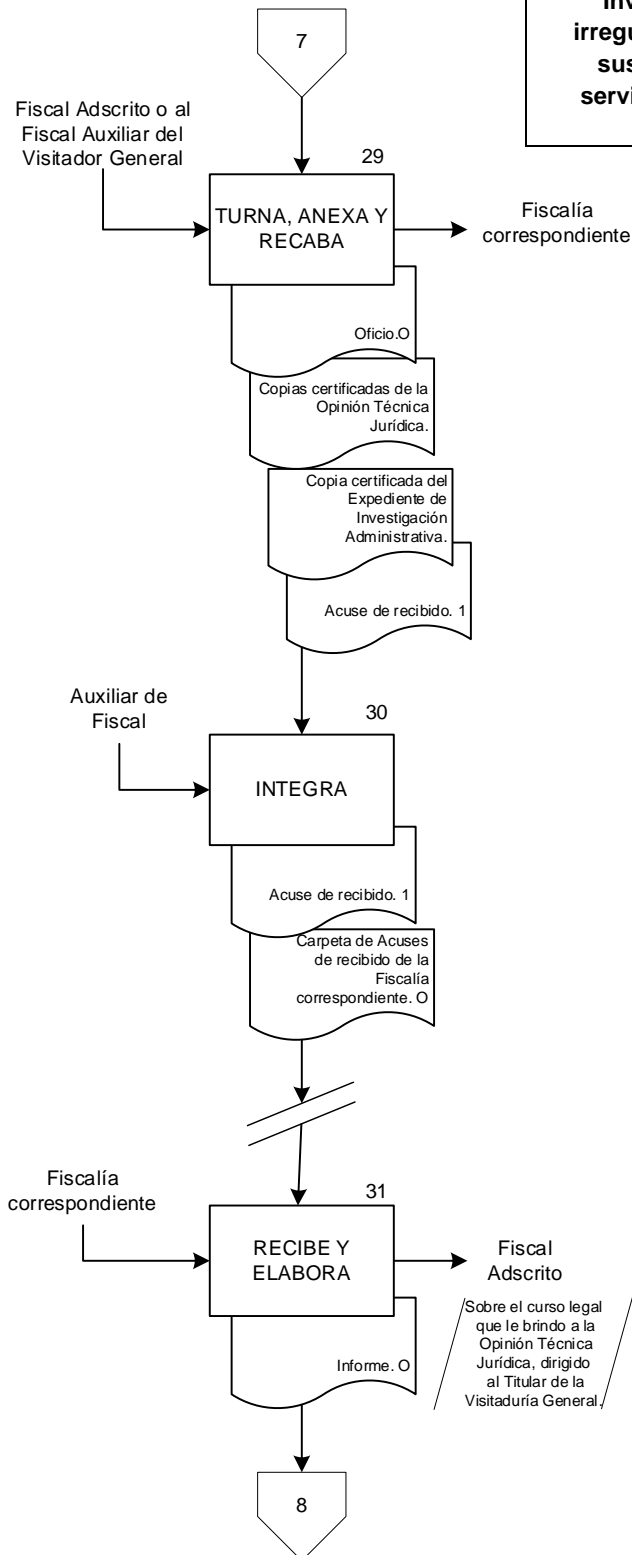 7
Fiscal Adscrito o al
Fiscal Auxiliar del
Visitador General
29
TURNA, ANEXA Y
RECABA
Fiscalía
correspondiente
Oficio.O
Copias certificadas de la
Opinión Técnica
Jurídica.
Copia certificada del
Expediente de
Investigación
Administrativa.
Acuse de recibido. 1
Auxiliar de
Fiscal
30
INTEGRA
Acuse de recibido. 1
Carpeta de Acuses
de recibido de la
Fiscalía
correspondiente. O
Fiscalía
correspondiente
31
RECIBE Y
ELABORA
Fiscal
Adscrito
Informe. O
Sobre el curso legal
que le brindo a la
Opinión Técnica
Jurídica, dirigido
al Titular de la
Visitaduría General.
8